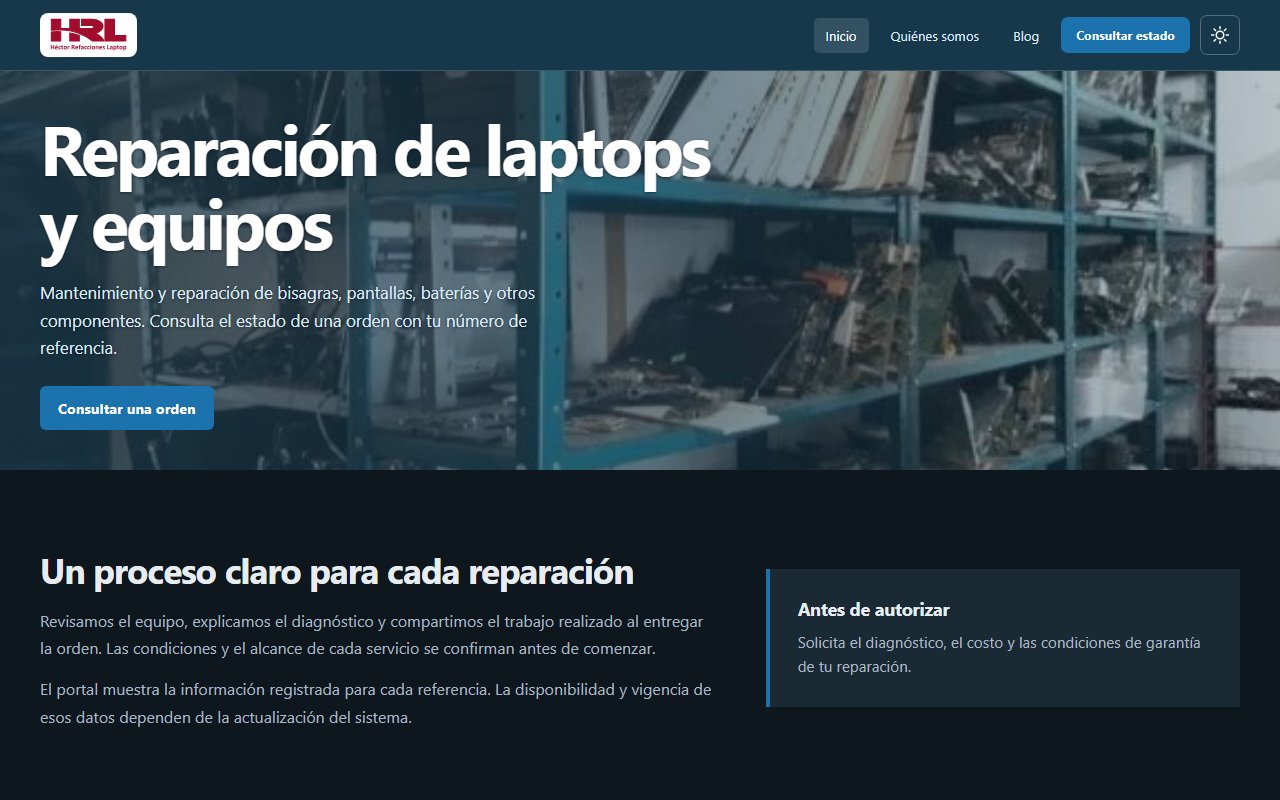 HRL
Héctor Refacciones Laptop
Inicio
Quiénes somos
Blog
Consultar estado
Reparación de laptops
y equipos
Mantenimiento y reparación de bisagras, pantallas, baterías y otros
componentes. Consulta el estado de una orden con tu número de
referencia.
Consultar una orden
Un proceso claro para cada reparación
Revisamos el equipo, explicamos el diagnóstico y compartimos el trabajo realizado al entregar
la orden. Las condiciones y el alcance de cada servicio se confirman antes de comenzar.
El portal muestra la información registrada para cada referencia. La disponibilidad y vigencia de
esos datos dependen de la actualización del sistema.
Antes de autorizar
Solicita el diagnóstico, el costo y las condiciones de garantía
de tu reparación.